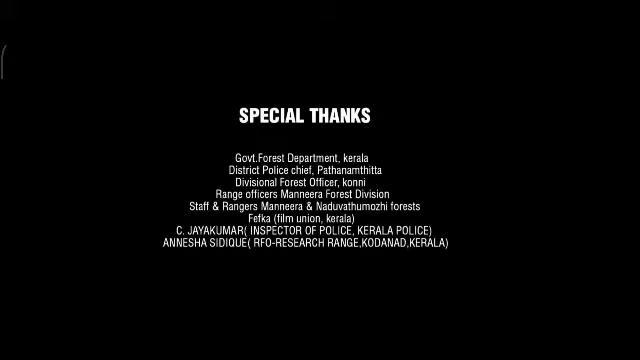 SPECIAL THANKS
Govt.Forest Department, kerala
District Police chief, Pathanamthitta
Divisional Forest Officer, konni
Range officers Manneera Forest Division
Staff & Rangers Manneera & Naduvathumozhi forests
Fefka (film union, kerala)
C. JAYAKUMAR( INSPECTOR OF POLICE, KERALA POLICE)
ANNESHA SIDIQUE( RFO-RESEARCH RANGE,KODANAD,KERALA)